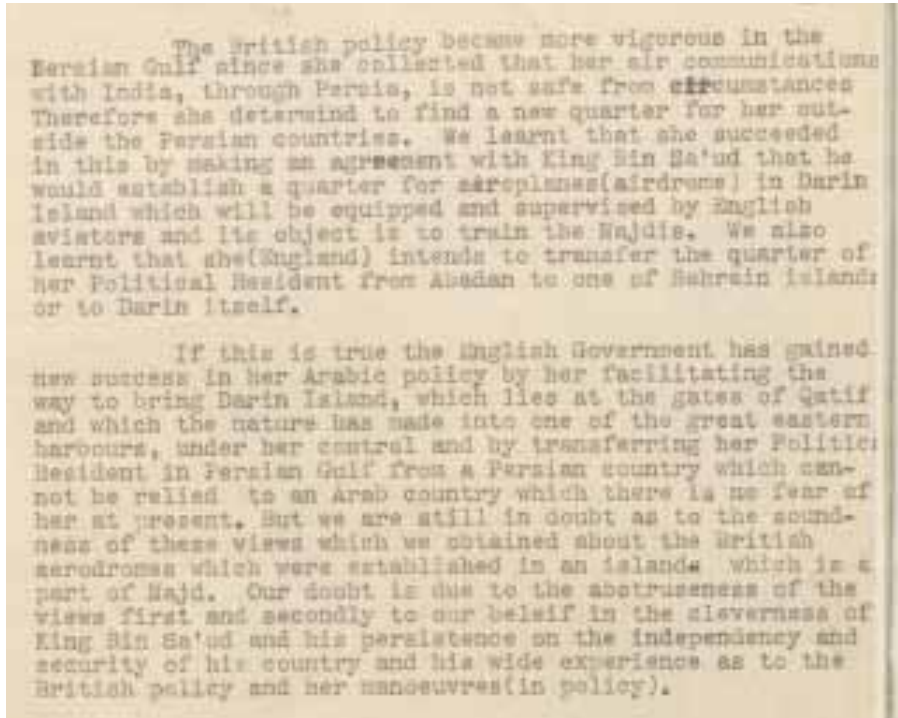 The British policy became more vigorous in the
Persian Gulf since she collected that her air communications
with India, through Persia, is not safe from circumstances
Therefore she determind to find a new quarter for her out-
side the Persian countries. We learnt that she succeeded
in this by making an agreement with King Bin Sa'ud that he
would establish a quarter for aeroplanes(airdrome) in Darin
Island which will be equipped and supervised by English
aviators and its object is to train the Najdis. We also
learnt that she(England) intends to transfer the quarter of
her Political Resident from Abadan to one of Bahrain islands
or to Darin itself.
If this is true the English Government has gained
new success in her Arabic policy by her facilitating the
way to bring Darin Island, which lies at the gates of Qatif
and which the nature has made into one of the great eastern
harbours, under her control and by transferring her Politica
Resident in Persian Gulf from a Persian country which can-
not be relied to an Arab country which there is no fear of
her at present. But we are still in doubt as to the sound-
ness of these views which we obtained about the British
aerodromes which were established in an islands which is a
part of Najd. Our doubt is due to the abstruseness of the
views first and secondly to our beleif in the cleverness of
King Bin Sa'ud and his persistence on the independency and
security of his country and his wide experience as to the
British policy and her manoeuvres(in policy).